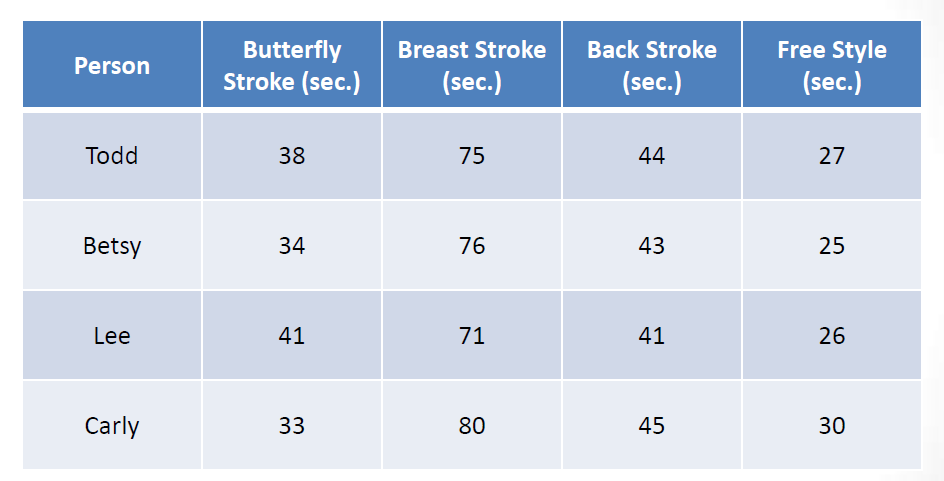 Person Butterfly Stroke (sec.) Breast Stroke (sec.) Back Stroke (sec.) Free Style (sec.)
Todd 38 75 44 27
Betsy 34 76 43 25
Lee 41 71 41 26
Carly 33 80 45 30